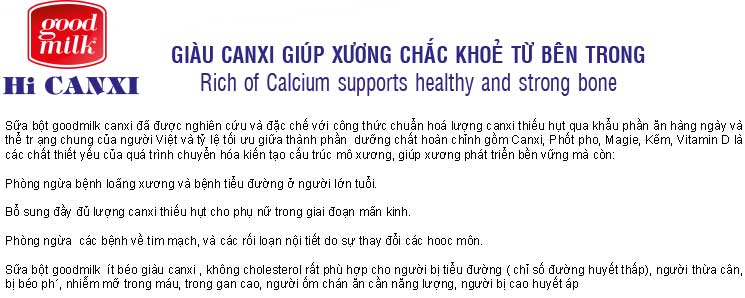 good
milk
Hi CANXI
GIÀU CANXI GIÚP XƯƠNG CHẮC KHOẺ TỪ BÊN TRONG
Rich of Calcium supports healthy and strong bone
Sữa bột goodmilk canxi đã được nghiên cứu và đặc chế với công thức chuẩn hoá lượng canxi thiếu hụt qua khẩu phần ăn hàng ngày và
thể tr ạng chung của người Việt và tỷ lệ tối ưu giữa thành phần dưỡng chất hoàn chỉnh gồm Canxi, Phốt pho, Magie, Kẽm, Vitamin D là
các chất thiết yếu của quá trình chuyển hóa kiến tạo cấu trúc mô xương, giúp xương phát triển bền vững mà còn:
Phòng ngừa bệnh loãng xương và bệnh tiểu đường ở người lớn tuổi.
Bổ sung đầy đủ lượng canxi thiếu hụt cho phụ nữ trong giai đoạn mãn kinh.
Phòng ngừa các bệnh về tim mạch, và các rối loạn nội tiết do sự thay đổi các hooc môn.
Sữa bột goodmilk ít béo giàu canxi , không cholesterol rất phù hợp cho người bị tiểu đường ( chỉ số đường huyết thấp), người thừa cân,
bị béo ph´, nhiễm mỡ trong máu, trong gan cao, người ốm chán ăn cần năng lượng, người bị cao huyết áp